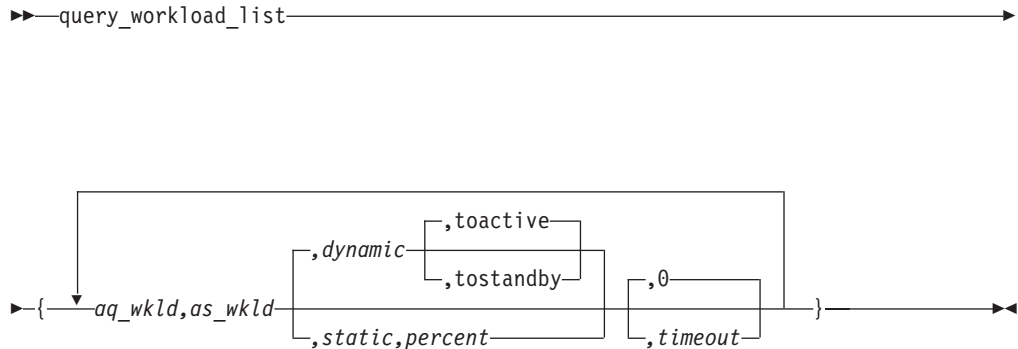 query_workload_list
,toactive
,dynamic
,tostandby
,0
{ aq_wkld,as_wkld }
,static,percent
,timeout